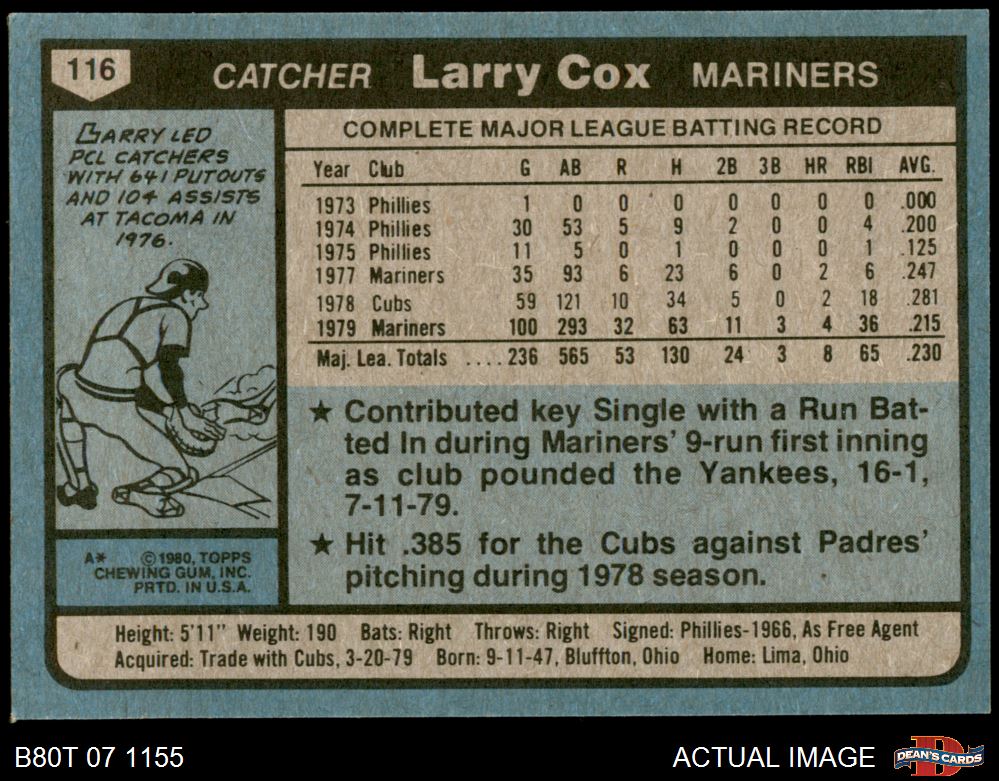 116
CATCHER Larry Cox MARINERS
LARRY LED
PCL CATCHERS
WITH 641 PUTOUTS
AND 104 ASSISTS
AT TACOMA IN
1976.
COMPLETE MAJOR LEAGUE BATTING RECORD
Year Club G AB R H 2B 3B HR RBI AVG.
1973 Phillies 1 0 0 0 0 0 0 0 .000
1974 Phillies 30 53 5 9 2 0 0 4 .200
1975 Phillies 11 5 0 1 0 0 0 1 .125
1977 Mariners 35 93 6 23 6 0 2 6 .247
1978 Cubs 59 121 10 34 5 0 2 18 .281
1979 Mariners 100 293 32 63 11 3 4 36 .215
Maj. Lea. Totals ....236 565 53 130 24 3 8 65 .230
★ Contributed key Single with a Run Bat-
ted In during Mariners' 9-run first inning
as club pounded the Yankees, 16-1,
7-11-79.
★ Hit .385 for the Cubs against Padres'
pitching during 1978 season.
A* ©1980, TOPPS
CHEWING GUM, INC.
PRTD. IN U.S.A.
Height: 5'11" Weight: 190 Bats: Right Throws: Right Signed: Phillies-1966, As Free Agent
Acquired: Trade with Cubs, 3-20-79 Born: 9-11-47, Bluffton, Ohio Home: Lima, Ohio
B80T 07 1155
ACTUAL IMAGE
DEAN'S CARDS